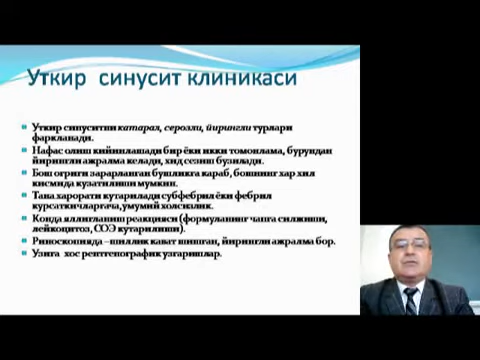 Уткир синусит клиникаси
Уткир синуситни катарал, серозли, йирингли турлари
фаркланади.
Нафас олиш кийинлашади бир ёки икки томонлама, бурундан
йирингли ажралма келади, хид сезиш бузилади.
Бош огриги зарарланган бушликга караб, бошнинг хар хил
кисмида кузатилиши мумкин.
Тана харорати кутарилади субфебрил ёки фебрил
курсаткичларгача,умумий холсизлик.
Конда яллигланиш реакцияси (формуланинг чапга силжиши,
лейкоцитоз, СОЭ кутарилиши).
Риноскопияда –шиллик кават шишган, йирингли ажралма бор.
Узига хос рентгенографик узгаришлар.